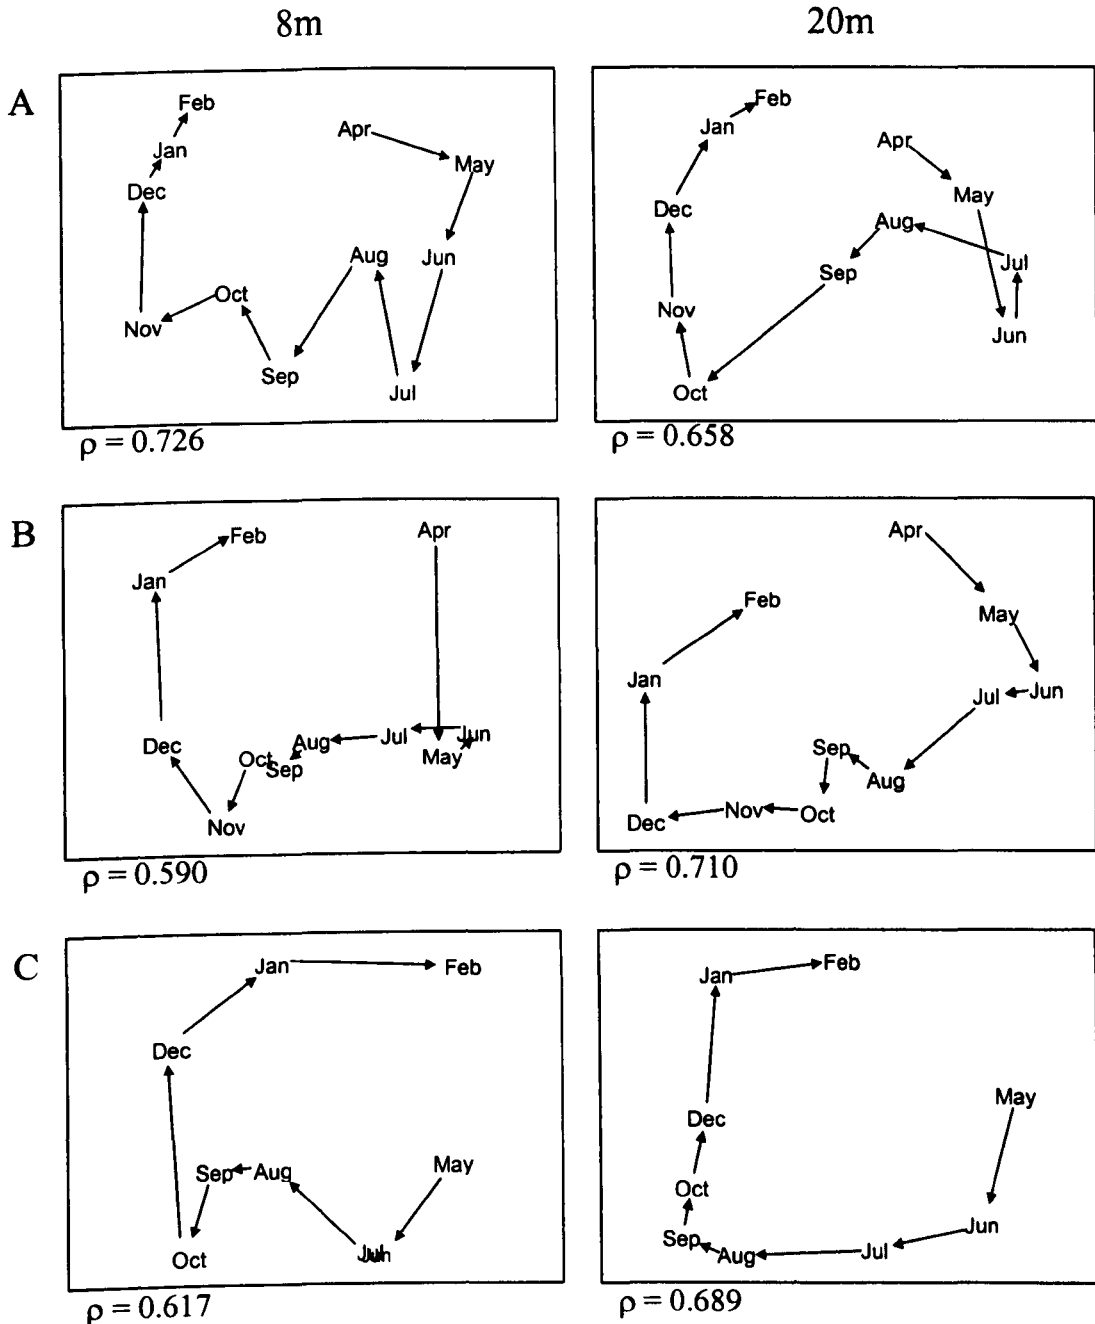 8m 20m
A
Feb
Jan
Dec
Nov
Oct
Sep
Aug
Jul
Jun
May
Apr
ρ = 0.726
Feb
Jan
Dec
Nov
Oct
Sep
Aug
Jul
Jun
May
Apr
ρ = 0.658
B
Feb
Jan
Dec
Nov
Oct
Sep
Aug
Jul
Jun
May
Apr
ρ = 0.590
Apr
May
Jun
Jul
Aug
Sep
Oct
Nov
Dec
Jan
Feb
ρ = 0.710
C
Jan
Feb
Dec
Sep
Aug
May
Oct
Jul
Jun
ρ = 0.617
Jan
Feb
May
Dec
Oct
Sep
Aug
Jul
Jun
ρ = 0.689